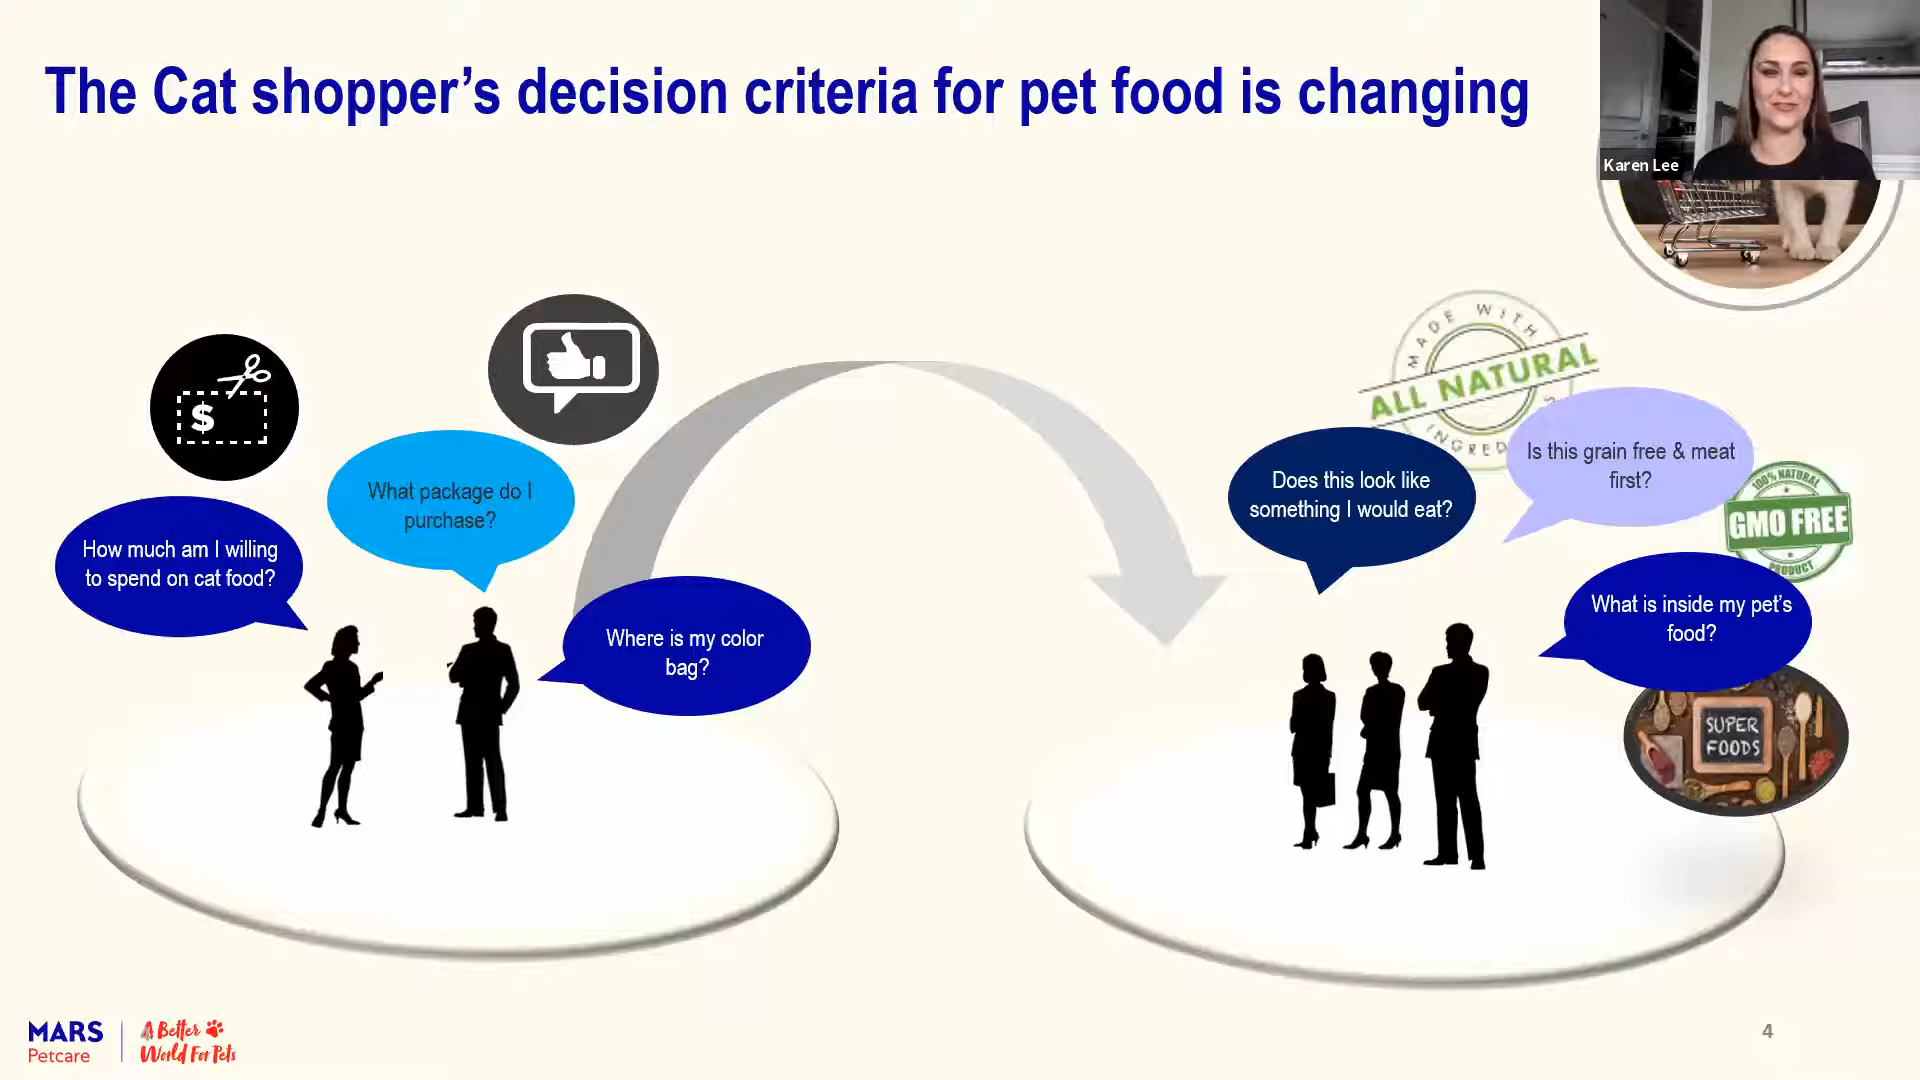 The Cat shopper's decision criteria for pet food is changing
Karen Lee
$
How much am I willing
to spend on cat food?
What package do I
purchase?
Where is my color
bag?
MADE WITH
ALL NATURAL
Does this look like
something I would eat?
Is this grain free & meat
first?
100% NATURAL
GMO FREE
PRODUCT
What is inside my pet's
food?
SUPER
FOODS
MARS
Petcare
A Better
World For Pets
4